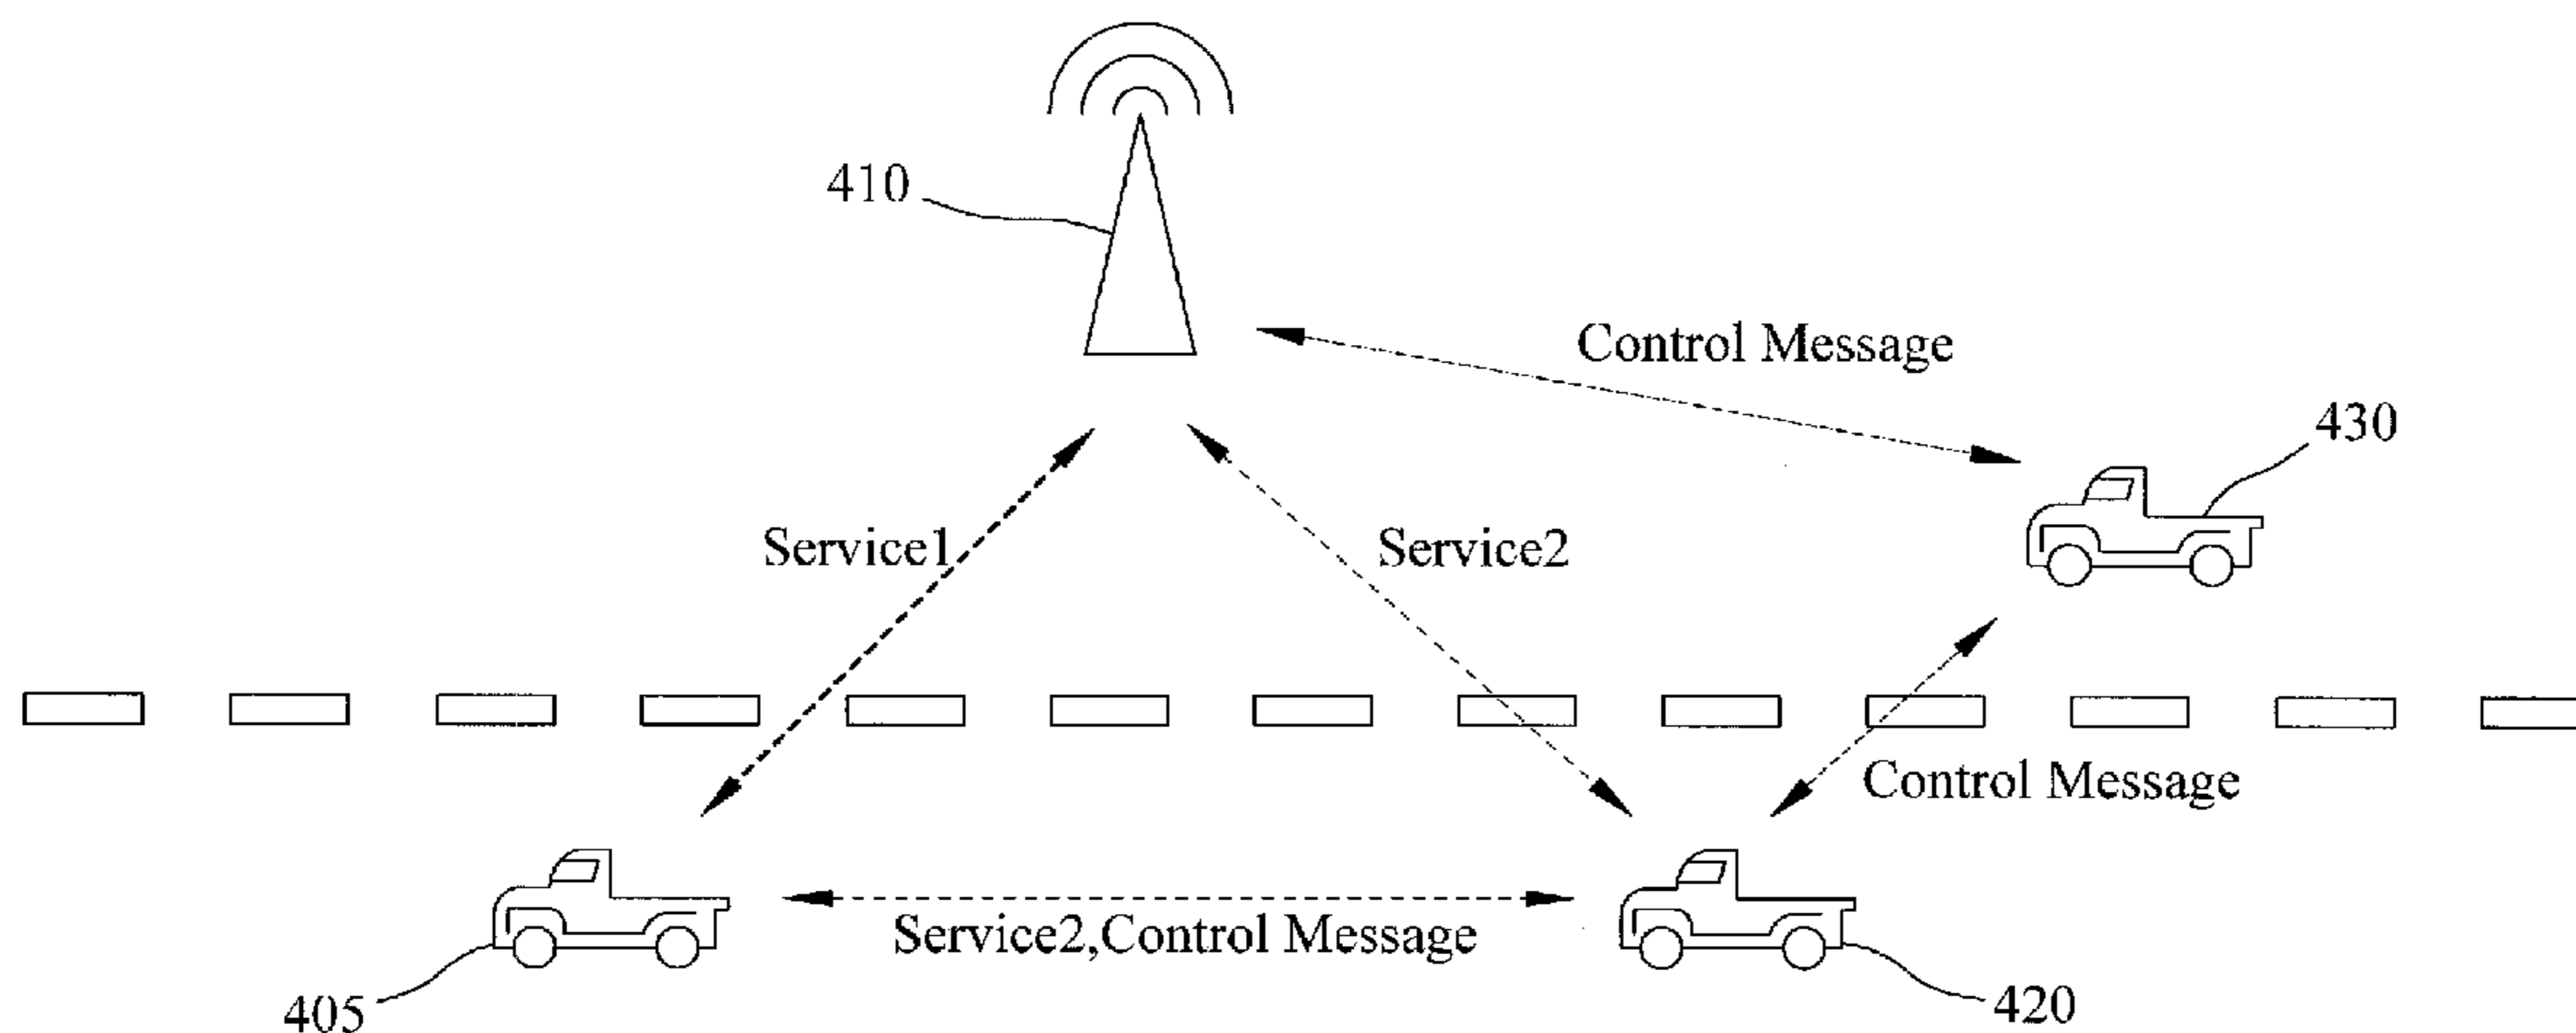 410
Control Message
430
Service1
Service2
Control Message
Service2,Control Message
405
420